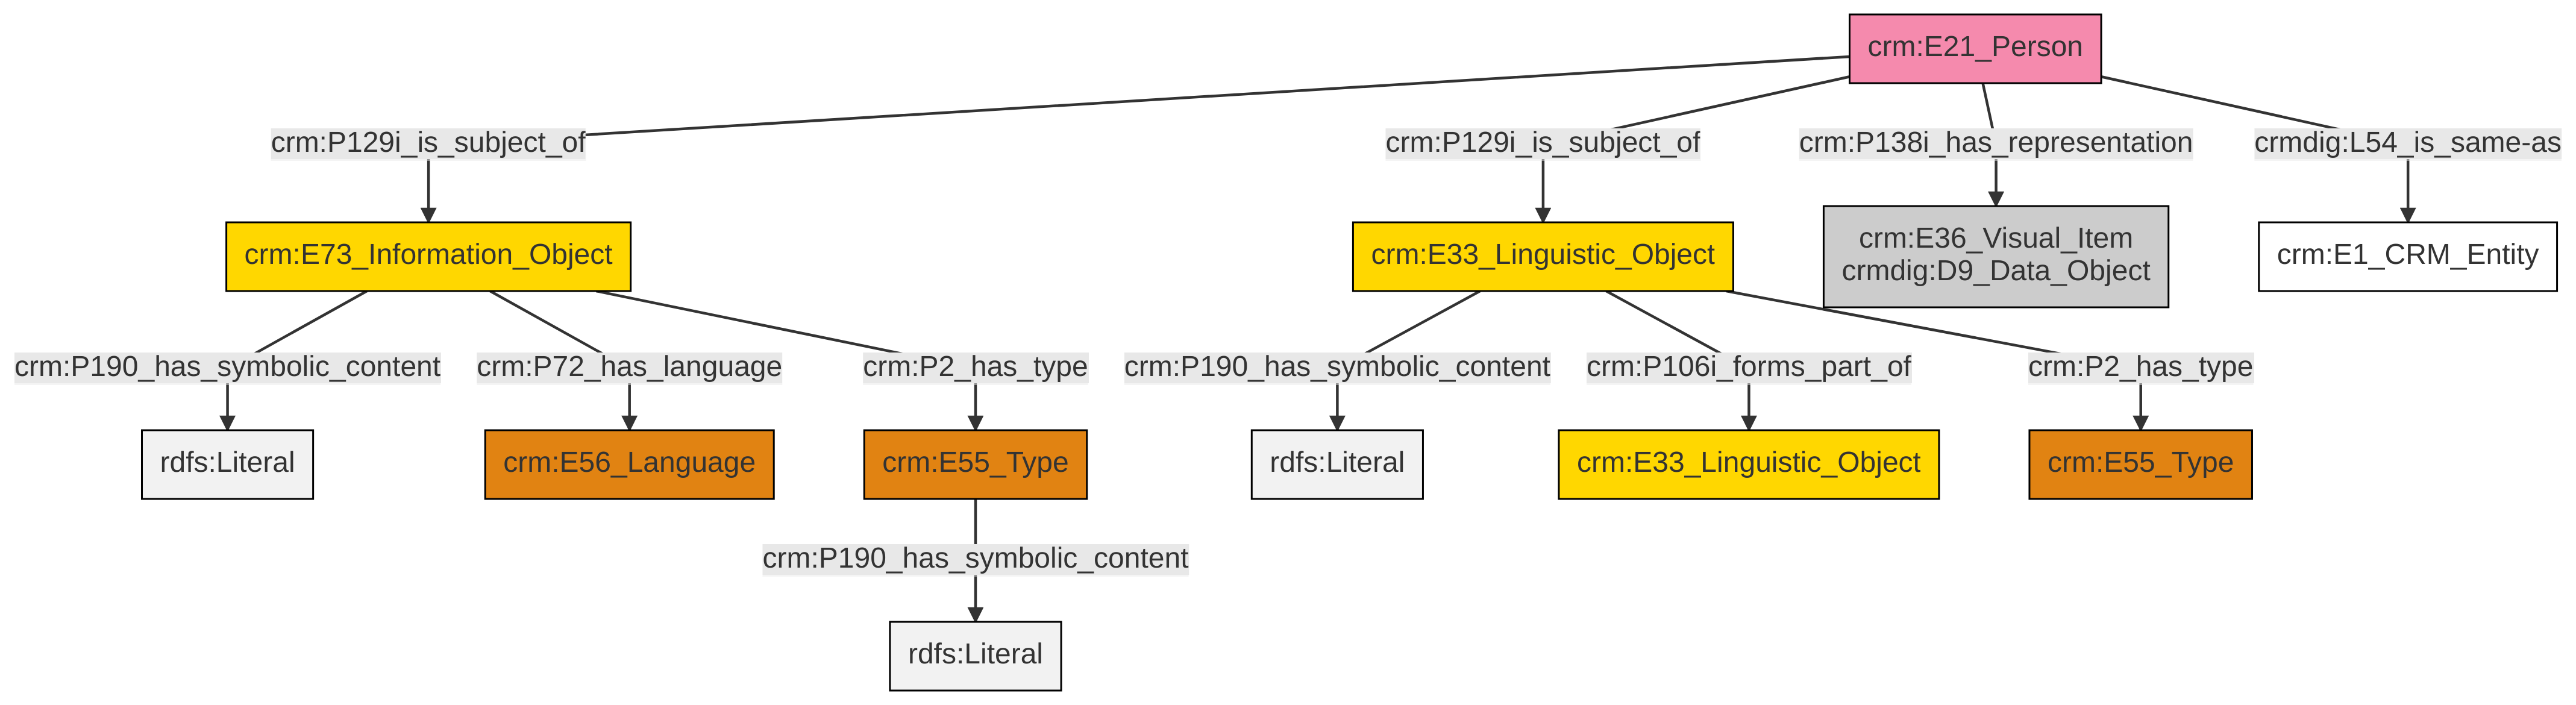 crm:E21_Person
crm:P129i_is_subject_of
crm:P129i_is_subject_of
crm:P138i_has_representation
crmdig:L54_is_same-as
crm:E73_Information_Object
crm:E33_Linguistic_Object
crm:E36_Visual_Item
crmdig:D9_Data_Object
crm:E1_CRM_Entity
crm:P190_has_symbolic_content
crm:P72_has_language
crm:P2_has_type
crm:P190_has_symbolic_content
crm:P106i_forms_part_of
crm:P2_has_type
rdfs:Literal
crm:E56_Language
crm:E55_Type
rdfs:Literal
crm:E33_Linguistic_Object
crm:E55_Type
crm:P190_has_symbolic_content
rdfs:Literal